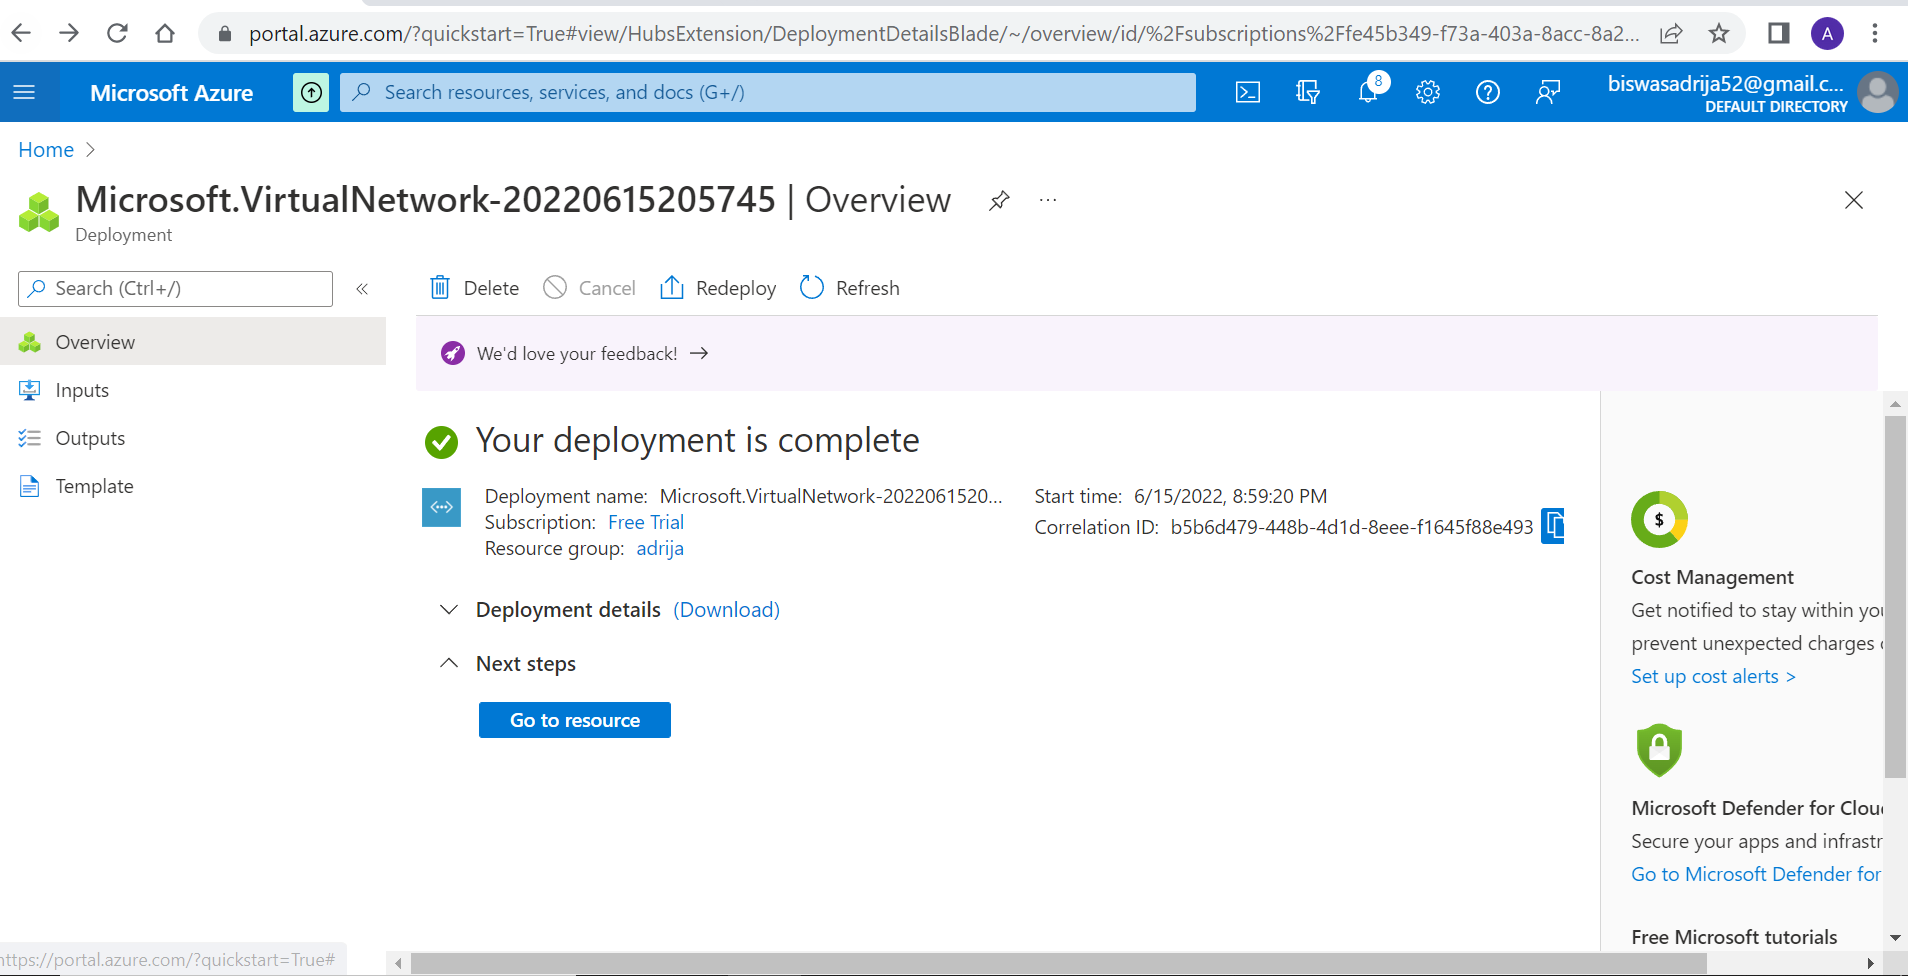 portal.azure.com/?quickstart=True#view/HubsExtension/DeploymentDetailsBlade/~/overview/id/%2Fsubscriptions%2Ffe45b349-f73a-403a-8acc-8a2...
A
Microsoft Azure
Search resources, services, and docs (G+/)
8
biswasadrija52@gmail.c...
DEFAULT DIRECTORY
Home >
Microsoft.VirtualNetwork-20220615205745 | Overview
...
Deployment
Search (Ctrl+/)
«
Delete
Cancel
Redeploy
Refresh
Overview
Inputs
Outputs
Template
We'd love your feedback! →
Your deployment is complete
Deployment name: Microsoft.VirtualNetwork-2022061520...
Subscription: Free Trial
Resource group: adrija
Start time: 6/15/2022, 8:59:20 PM
Correlation ID: b5b6d479-448b-4d1d-8eee-f1645f88e493
Deployment details (Download)
Next steps
Go to resource
$
Cost Management
Get notified to stay within you
prevent unexpected charges
Set up cost alerts >
Microsoft Defender for Clou
Secure your apps and infrastr
Go to Microsoft Defender for
Free Microsoft tutorials
https://portal.azure.com/?quickstart=True#